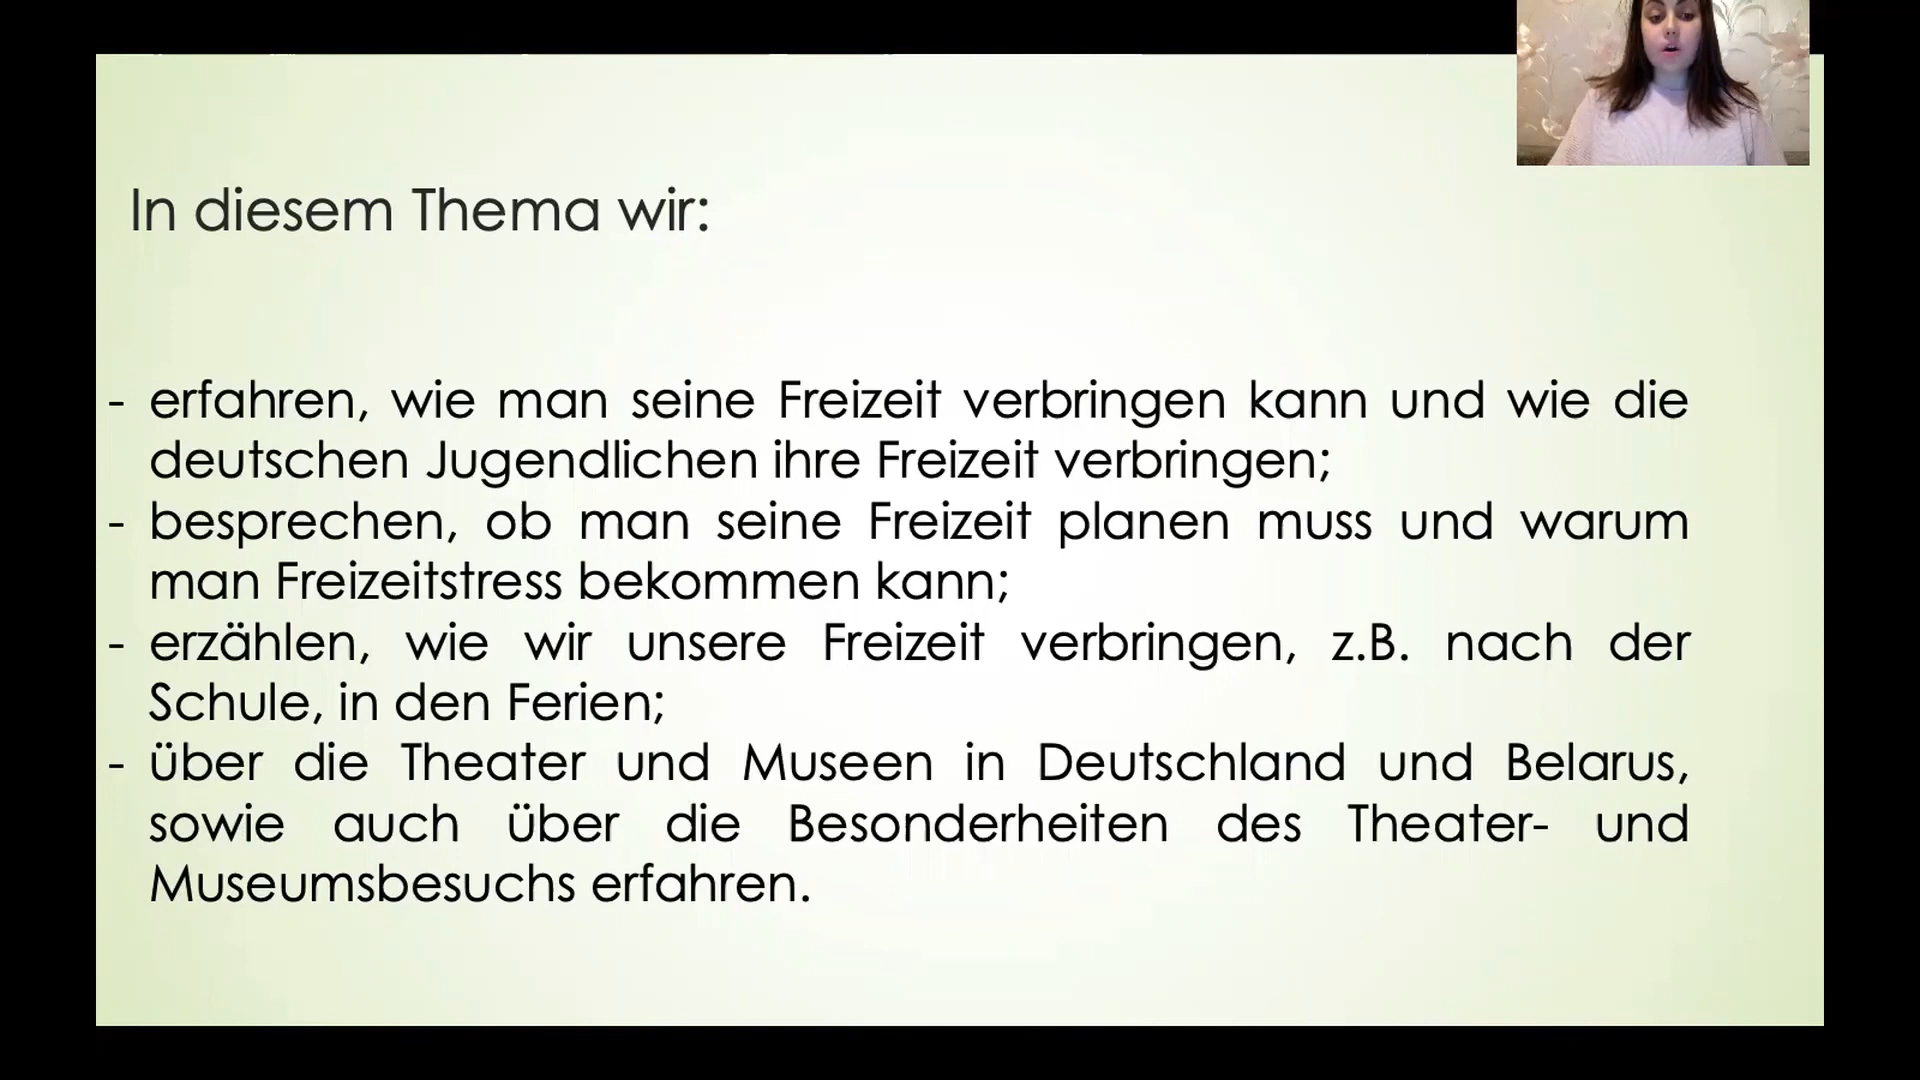 In diesem Thema wir:
- erfahren, wie man seine Freizeit verbringen kann und wie die
deutschen Jugendlichen ihre Freizeit verbringen;
- besprechen, ob man seine Freizeit planen muss und warum
man Freizeitstress bekommen kann;
- erzählen, wie wir unsere Freizeit verbringen, z.B. nach der
Schule, in den Ferien;
- über die Theater und Museen in Deutschland und Belarus,
sowie auch über die Besonderheiten des Theater- und
Museumsbesuchs erfahren.